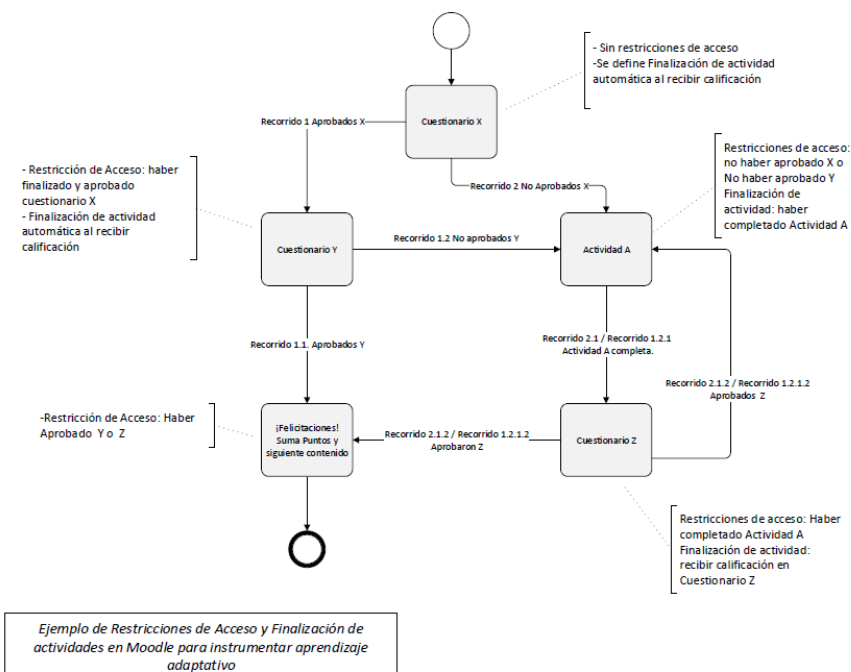 - Sin restricciones de acceso
-Se define Finalización de actividad
automática al recibir calificación
Cuestionario X
Recorrido 1 Aprobados X
Restricciones de acceso:
no haber aprobado X o
No haber aprobado Y
Finalización de
actividad: haber
completado Actividad A
- Restricción de Acceso: haber
finalizado y aprobado
cuestionario X
- Finalización de actividad
automática al recibir
calificación
Recorrido 2 No Aprobados X
Cuestionario Y
Recorrido 1.2 No aprobados Y
Actividad A
Recorrido 1.1. Aprobados Y
Recorrido 2.1 / Recorrido 1.2.1
Actividad A completa.
Recorrido 2.1.2 / Recorrido 1.2.1.2
Aprobados Z
-Restricción de Acceso: Haber
Aprobado Y o Z
¡Felicitaciones!
Suma Puntos y
siguiente contenido
Recorrido 2.1.2 / Recorrido 1.2.1.2
Aprobaron Z
Cuestionario Z
Restricciones de acceso: Haber
completado Actividad A
Finalización de actividad:
recibir calificación en
Cuestionario Z
Ejemplo de Restricciones de Acceso y Finalización de
actividades en Moodle para instrumentar aprendizaje
adaptativo